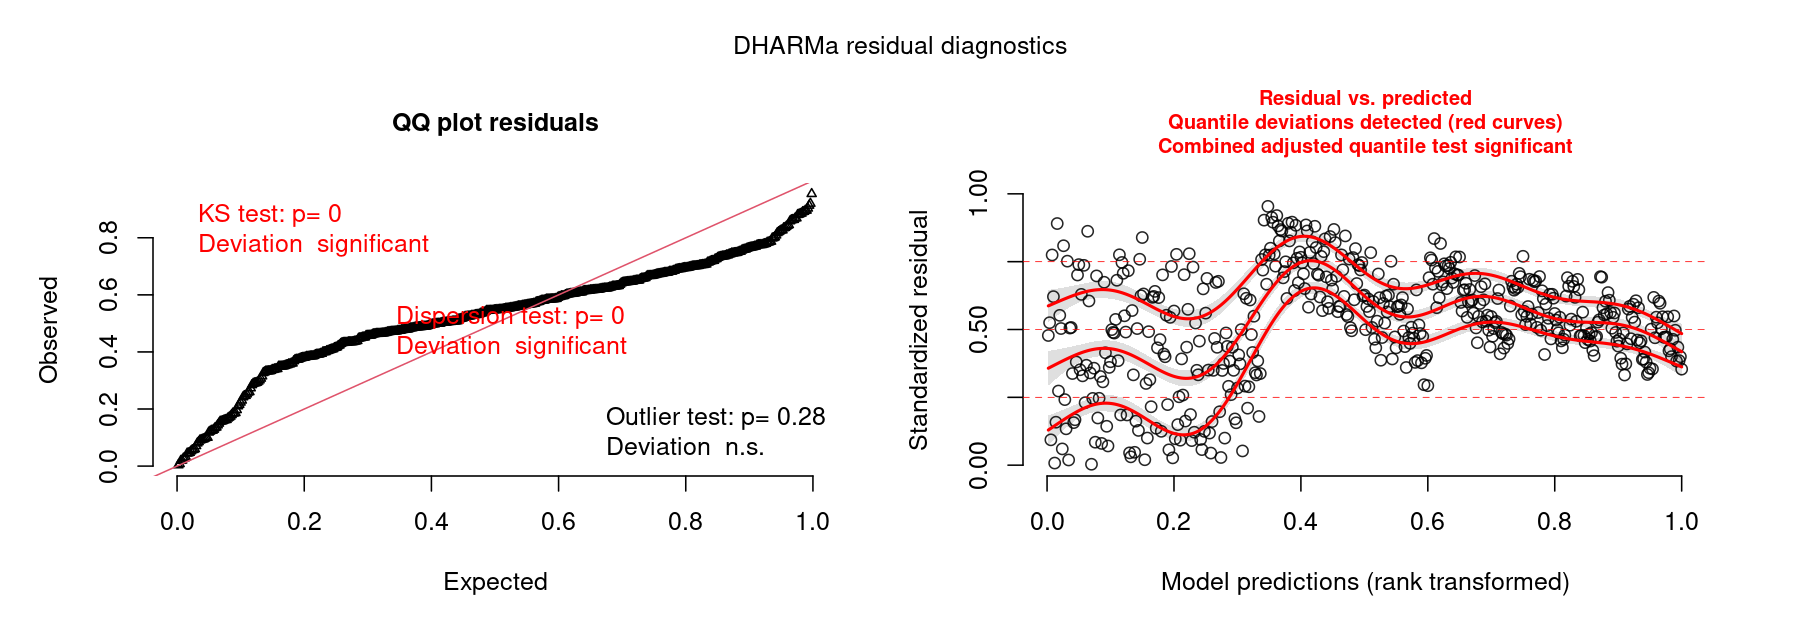 DHARMa residual diagnostics
QQ plot residuals
KS test: p= 0
Deviation  significant
Dispersion test: p= 0
Deviation  significant
Outlier test: p= 0.28
Deviation  n.s.
Observed
0.0 0.2 0.4 0.6 0.8
0.0 0.2 0.4 0.6 0.8 1.0
Expected
Residual vs. predicted
Quantile deviations detected (red curves)
Combined adjusted quantile test significant
Standardized residual
0.00 0.50 1.00
0.0 0.2 0.4 0.6 0.8 1.0
Model predictions (rank transformed)